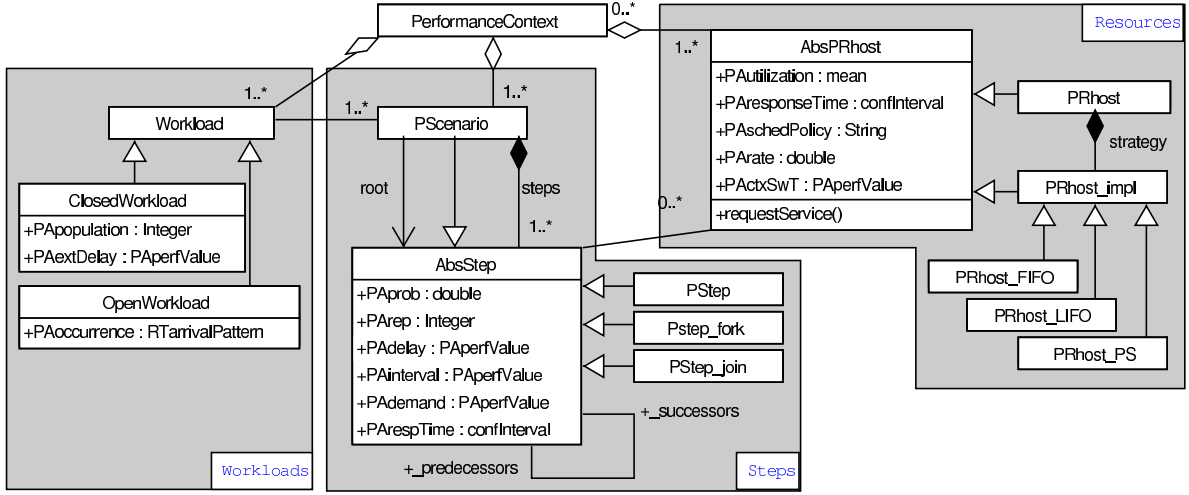 PerformanceContext
0..*
1..*
Resources
AbsPRhost
+PAutilization : mean
+PAresponseTime : confInterval
+PAschedPolicy : String
+PArate : double
+PActxSwT : PAperfValue
+requestService()
PRhost
strategy
PRhost_impl
PRhost_FIFO
PRhost_LIFO
PRhost_PS
1..*
1..*
1..*
Workload
PScenario
ClosedWorkload
+PApopulation : Integer
+PAextDelay : PAperfValue
OpenWorkload
+PAoccurrence : RTarrivalPattern
Workloads
root
steps
0..*
1..*
AbsStep
+PAprob : double
+PArep : Integer
+PAdelay : PAperfValue
+PAinterval : PAperfValue
+PAdemand : PAperfValue
+PArespTime : confInterval
PStep
Pstep_fork
PStep_join
+_successors
+_predecessors
Steps